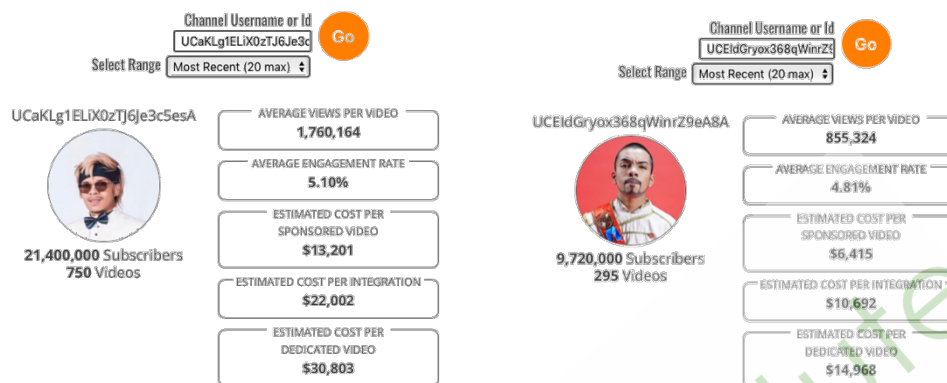 Channel Username or Id
UCaKLg1ELiX0zTJ6Je3c
Go
Select Range
Most Recent (20 max)
UCaKLg1ELiX0zTJ6Je3c5esA
21,400,000 Subscribers
750 Videos
AVERAGE VIEWS PER VIDEO
1,760,164
AVERAGE ENGAGEMENT RATE
5.10%
ESTIMATED COST PER
SPONSORED VIDEO
$13,201
ESTIMATED COST PER INTEGRATION
$22,002
ESTIMATED COST PER
DEDICATED VIDEO
$30,803
Channel Username or Id
UCEIdGryox368qWinrZ9
Go
Select Range
Most Recent (20 max)
UCEIdGryox368qWinrZ9eA8A
9,720,000 Subscribers
295 Videos
AVERAGE VIEWS PER VIDEO
855,324
AVERAGE ENGAGEMENT RATE
4.81%
ESTIMATED COST PER
SPONSORED VIDEO
$6,415
ESTIMATED COST PER INTEGRATION
$10,692
ESTIMATED COST PER
DEDICATED VIDEO
$14,968